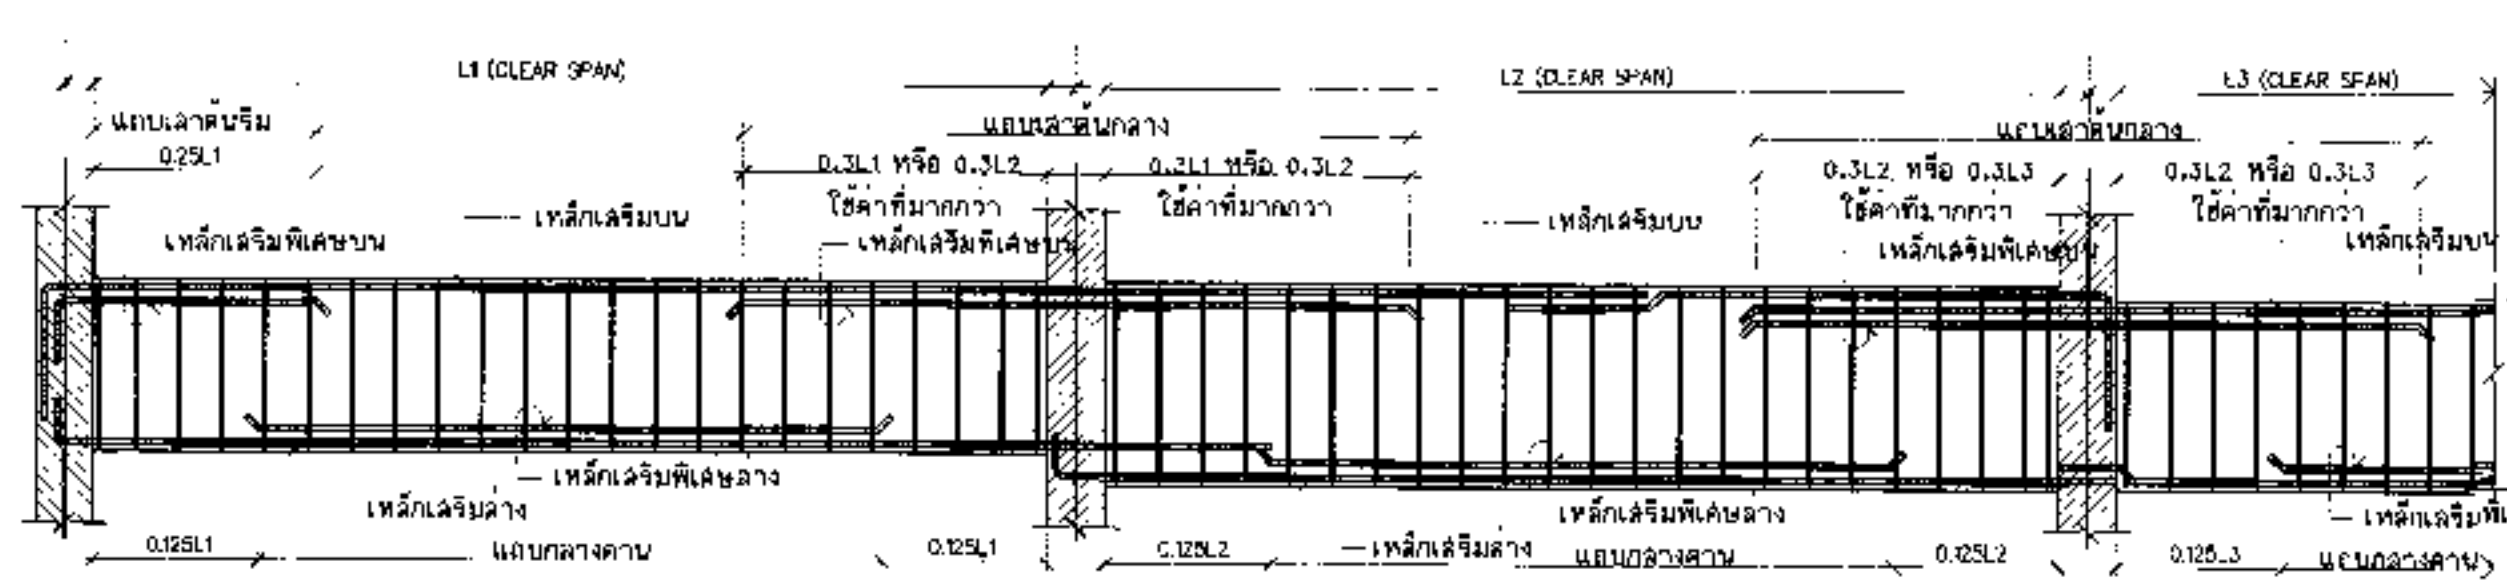 L1 (CLEAR SPAN)
L2 (CLEAR SPAN)
L3 (CLEAR SPAN)
แถบเสาต้นริม
แถบเสาต้นกลาง
แถบเสาต้นกลาง
0.25L1
0.3L1 หรือ 0.3L2
ใช้ค่าที่มากกว่า
0.3L1 หรือ 0.3L2
ใช้ค่าที่มากกว่า
0.3L2 หรือ 0.3L3
ใช้ค่าที่มากกว่า
0.3L2 หรือ 0.3L3
ใช้ค่าที่มากกว่า
เหล็กเสริมพิเศษบน
เหล็กเสริมบน
เหล็กเสริมพิเศษบน
เหล็กเสริมบน
เหล็กเสริมพิเศษบน
เหล็กเสริมบน
เหล็กเสริมพิเศษล่าง
เหล็กเสริมล่าง
เหล็กเสริมพิเศษล่าง
เหล็กเสริมล่าง
0.125L1
แถบกลางคาน
0.125L1
0.125L2
แถบกลางคาน
0.125L2
0.125L3
แถบกลางคาน